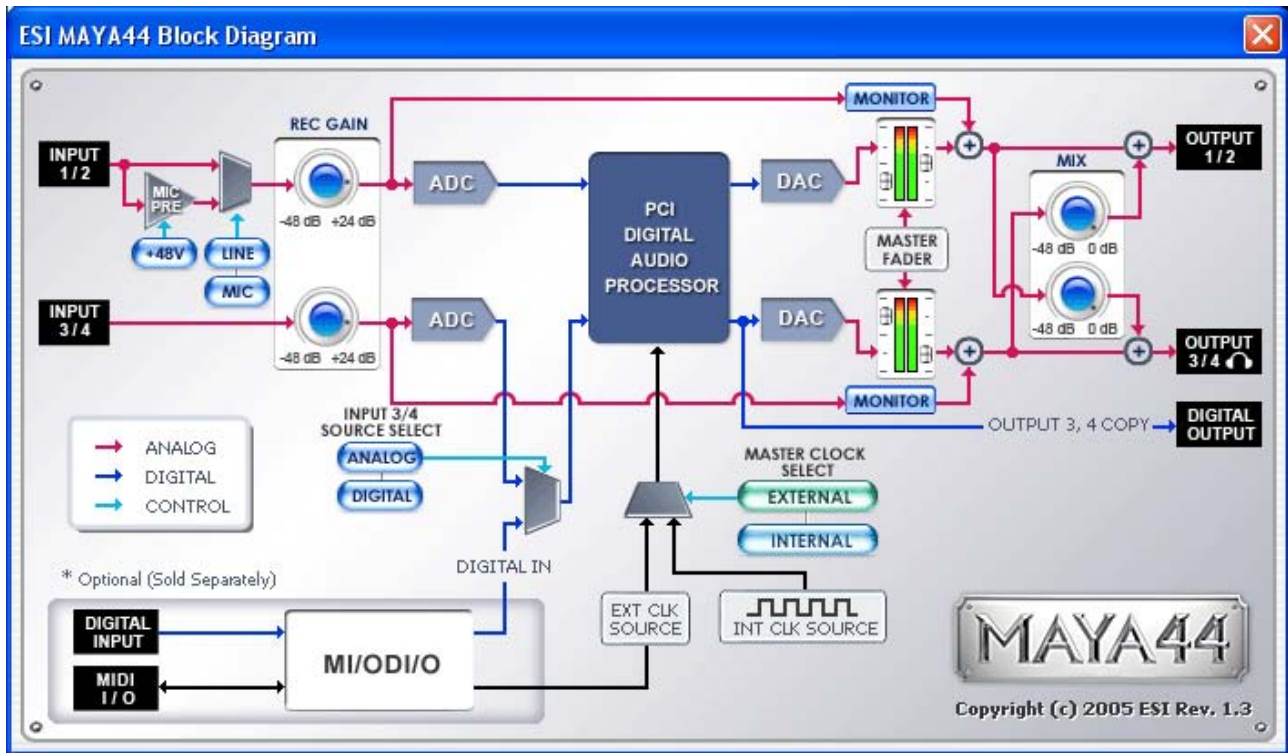 ESI MAYA44 Block Diagram
REC GAIN
MONITOR
INPUT
1/2
MIC
PRE
+48V
LINE
MIC
-48 dB +24 dB
ADC
PCI
DIGITAL
AUDIO
PROCESSOR
DAC
MASTER
FADER
MIX
-48 dB 0 dB
-48 dB 0 dB
OUTPUT
1/2
INPUT
3/4
-48 dB +24 dB
ADC
DAC
MONITOR
OUTPUT
3/4
DIGITAL
OUTPUT
OUTPUT 3, 4 COPY
ANALOG
DIGITAL
CONTROL
INPUT 3/4
SOURCE SELECT
ANALOG
DIGITAL
MASTER CLOCK
SELECT
EXTERNAL
INTERNAL
DIGITAL IN
* Optional (Sold Separately)
DIGITAL
INPUT
MIDI
I/O
MI/ODI/O
EXT CLK
SOURCE
INT CLK SOURCE
MAYA44
Copyright (c) 2005 ESI Rev. 1.3